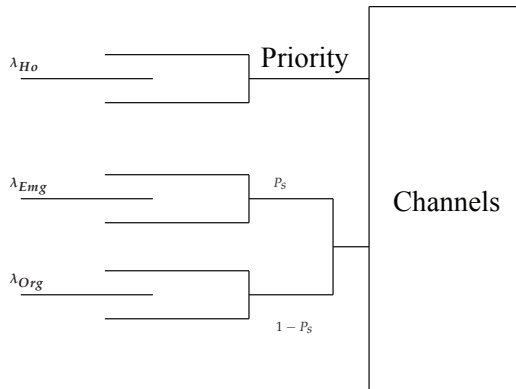 Priority
λ_Ho
λ_Emg
P_S
Channels
λ_Org
1 − P_S